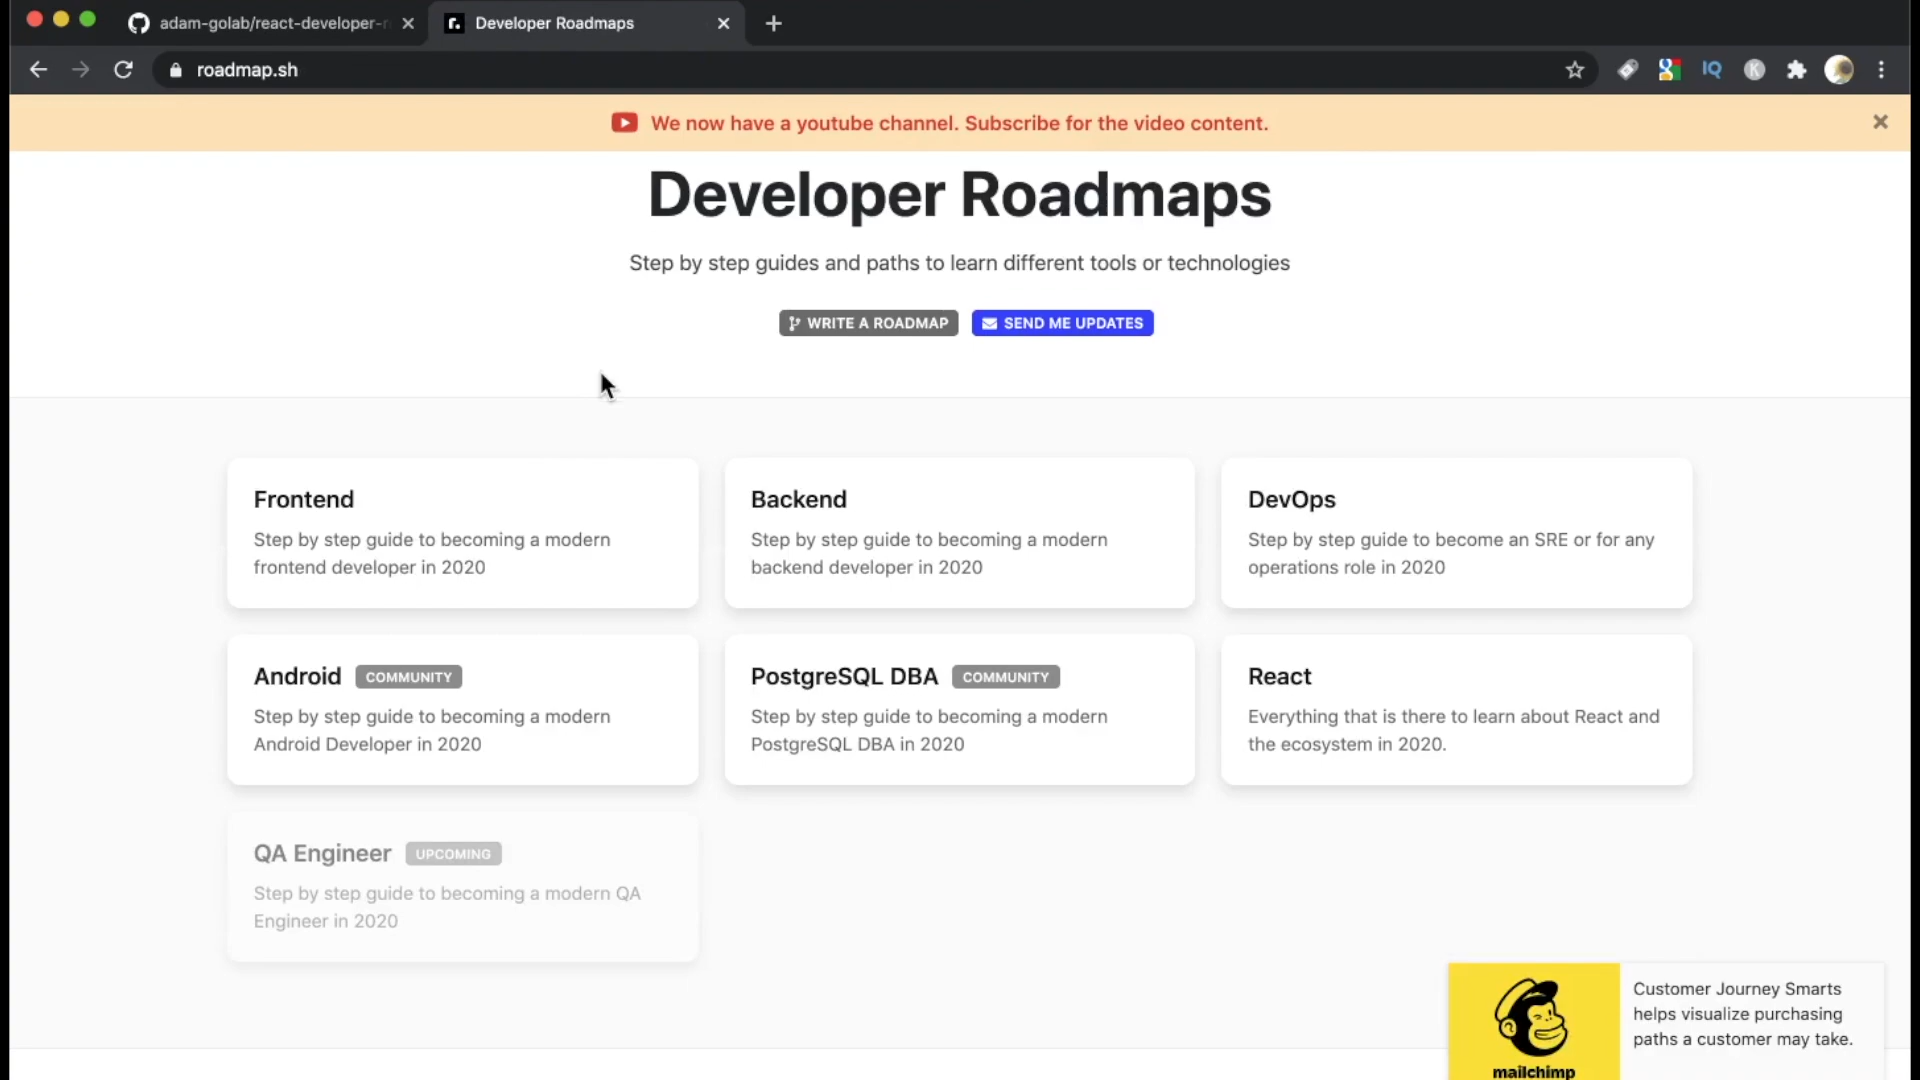 adam-golab/react-developer-r
Developer Roadmaps
roadmap.sh
We now have a youtube channel. Subscribe for the video content.
Developer Roadmaps
Step by step guides and paths to learn different tools or technologies
WRITE A ROADMAP
SEND ME UPDATES
Frontend
Step by step guide to becoming a modern
frontend developer in 2020
Backend
Step by step guide to becoming a modern
backend developer in 2020
DevOps
Step by step guide to become an SRE or for any
operations role in 2020
Android COMMUNITY
Step by step guide to becoming a modern
Android Developer in 2020
PostgreSQL DBA COMMUNITY
Step by step guide to becoming a modern
PostgreSQL DBA in 2020
React
Everything that is there to learn about React and
the ecosystem in 2020.
QA Engineer UPCOMING
Step by step guide to becoming a modern QA
Engineer in 2020
mailchimp
Customer Journey Smarts
helps visualize purchasing
paths a customer may take.